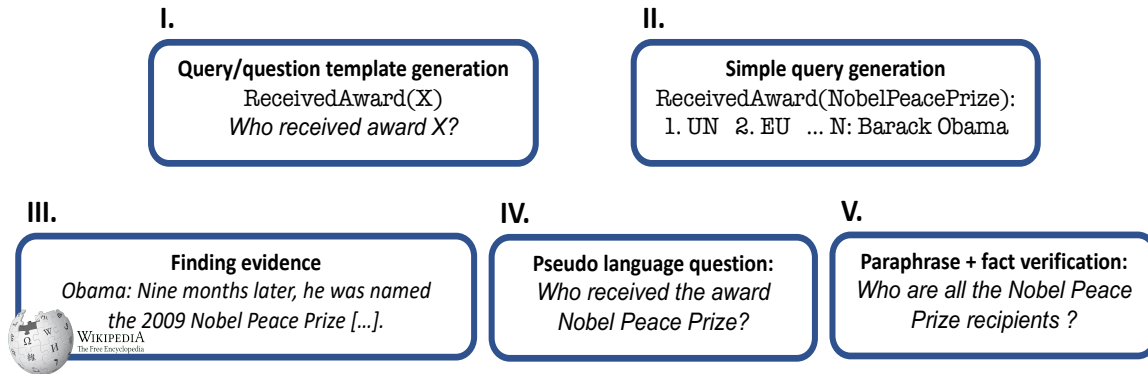 I.
Query/question template generation
ReceivedAward(X)
Who received award X?
II.
Simple query generation
ReceivedAward(NobelPeacePrize):
1. UN 2. EU ... N: Barack Obama
III.
Finding evidence
Obama: Nine months later, he was named
the 2009 Nobel Peace Prize [...].
WIKIPEDIA
The Free Encyclopedia
IV.
Pseudo language question:
Who received the award
Nobel Peace Prize?
V.
Paraphrase + fact verification:
Who are all the Nobel Peace
Prize recipients ?